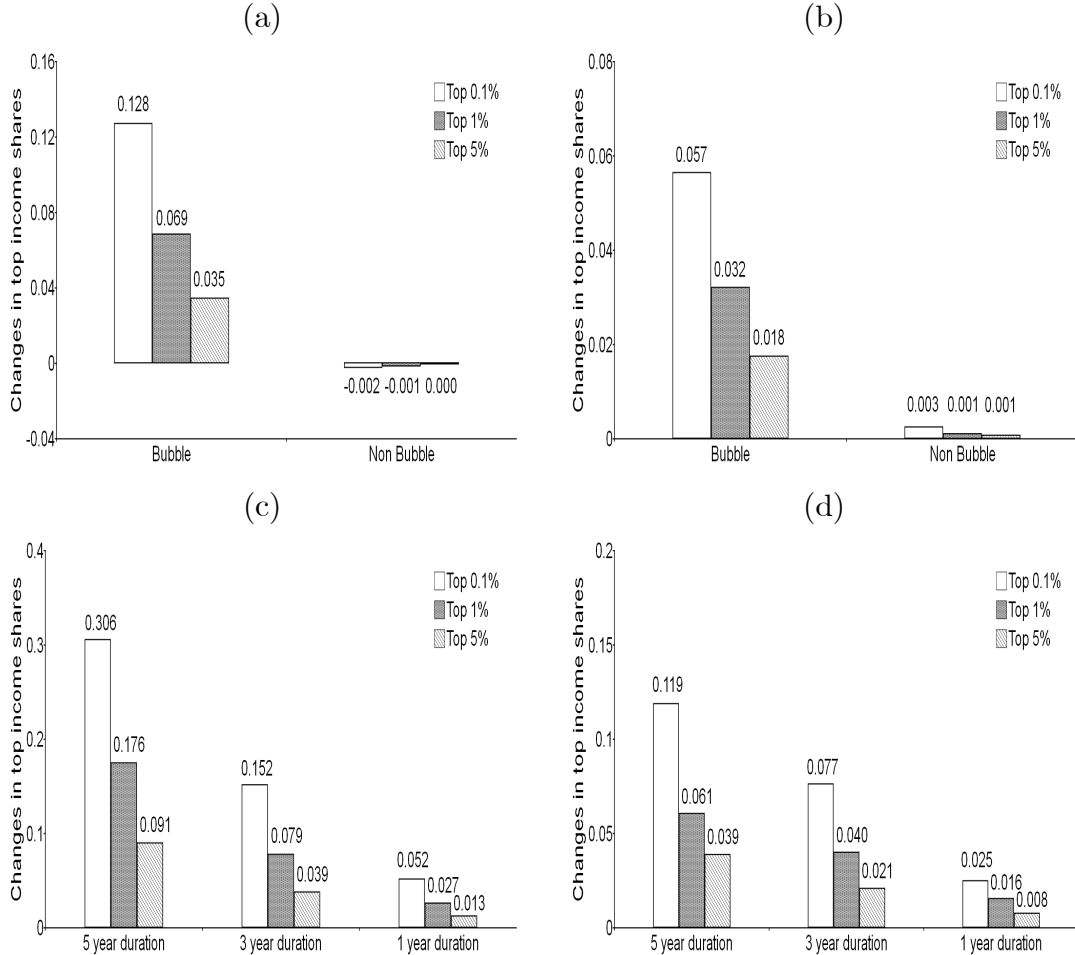 (a)
Changes in top income shares
0.16
0.12
0.08
0.04
0
-0.04
0.128
0.069
0.035
-0.002 -0.001 0.000
Bubble
Non Bubble
Top 0.1%
Top 1%
Top 5%
(b)
Changes in top income shares
0.08
0.06
0.04
0.02
0
0.057
0.032
0.018
0.003 0.001 0.001
Bubble
Non Bubble
Top 0.1%
Top 1%
Top 5%
(c)
Changes in top income shares
0.4
0.3
0.2
0.1
0
0.306
0.176
0.091
0.152
0.079
0.039
0.052
0.027
0.013
5 year duration
3 year duration
1 year duration
Top 0.1%
Top 1%
Top 5%
(d)
Changes in top income shares
0.2
0.15
0.1
0.05
0
0.119
0.061
0.039
0.077
0.040
0.021
0.025
0.016
0.008
5 year duration
3 year duration
1 year duration
Top 0.1%
Top 1%
Top 5%